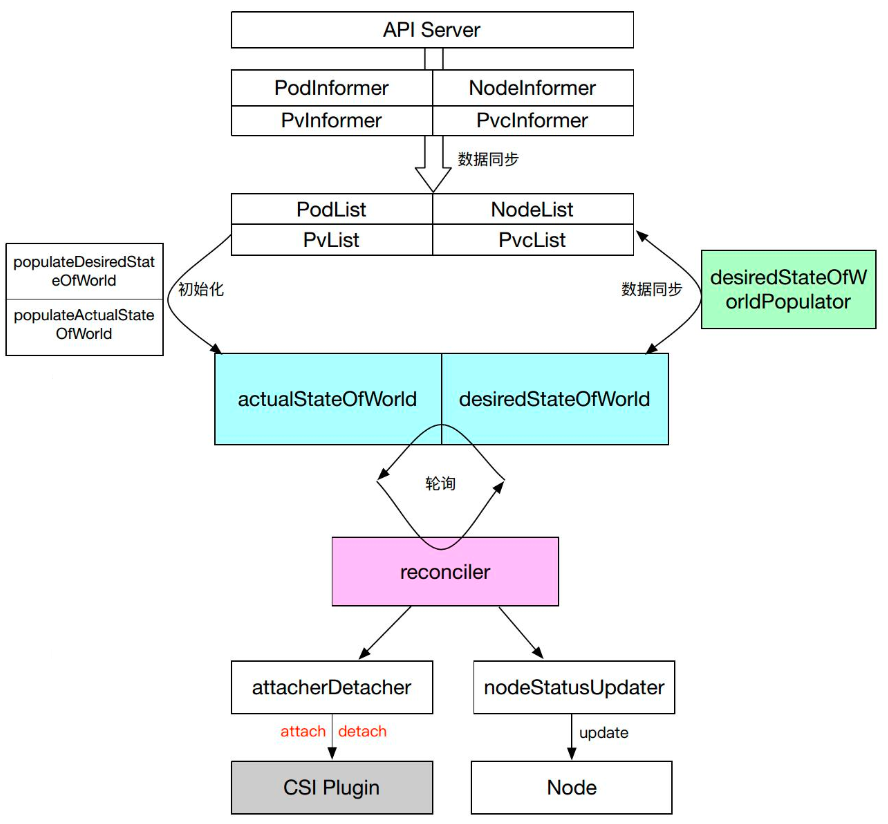 API Server
PodInformer
NodeInformer
PvInformer
PvcInformer
数据同步
PodList
NodeList
PvList
PvcList
populateDesiredStat
eOfWorld
populateActualState
OfWorld
初始化
数据同步
desiredStateOfW
orldPopulator
actualStateOfWorld
desiredStateOfWorld
轮询
reconciler
attacherDetacher
nodeStatusUpdater
attach
detach
update
CSI Plugin
Node